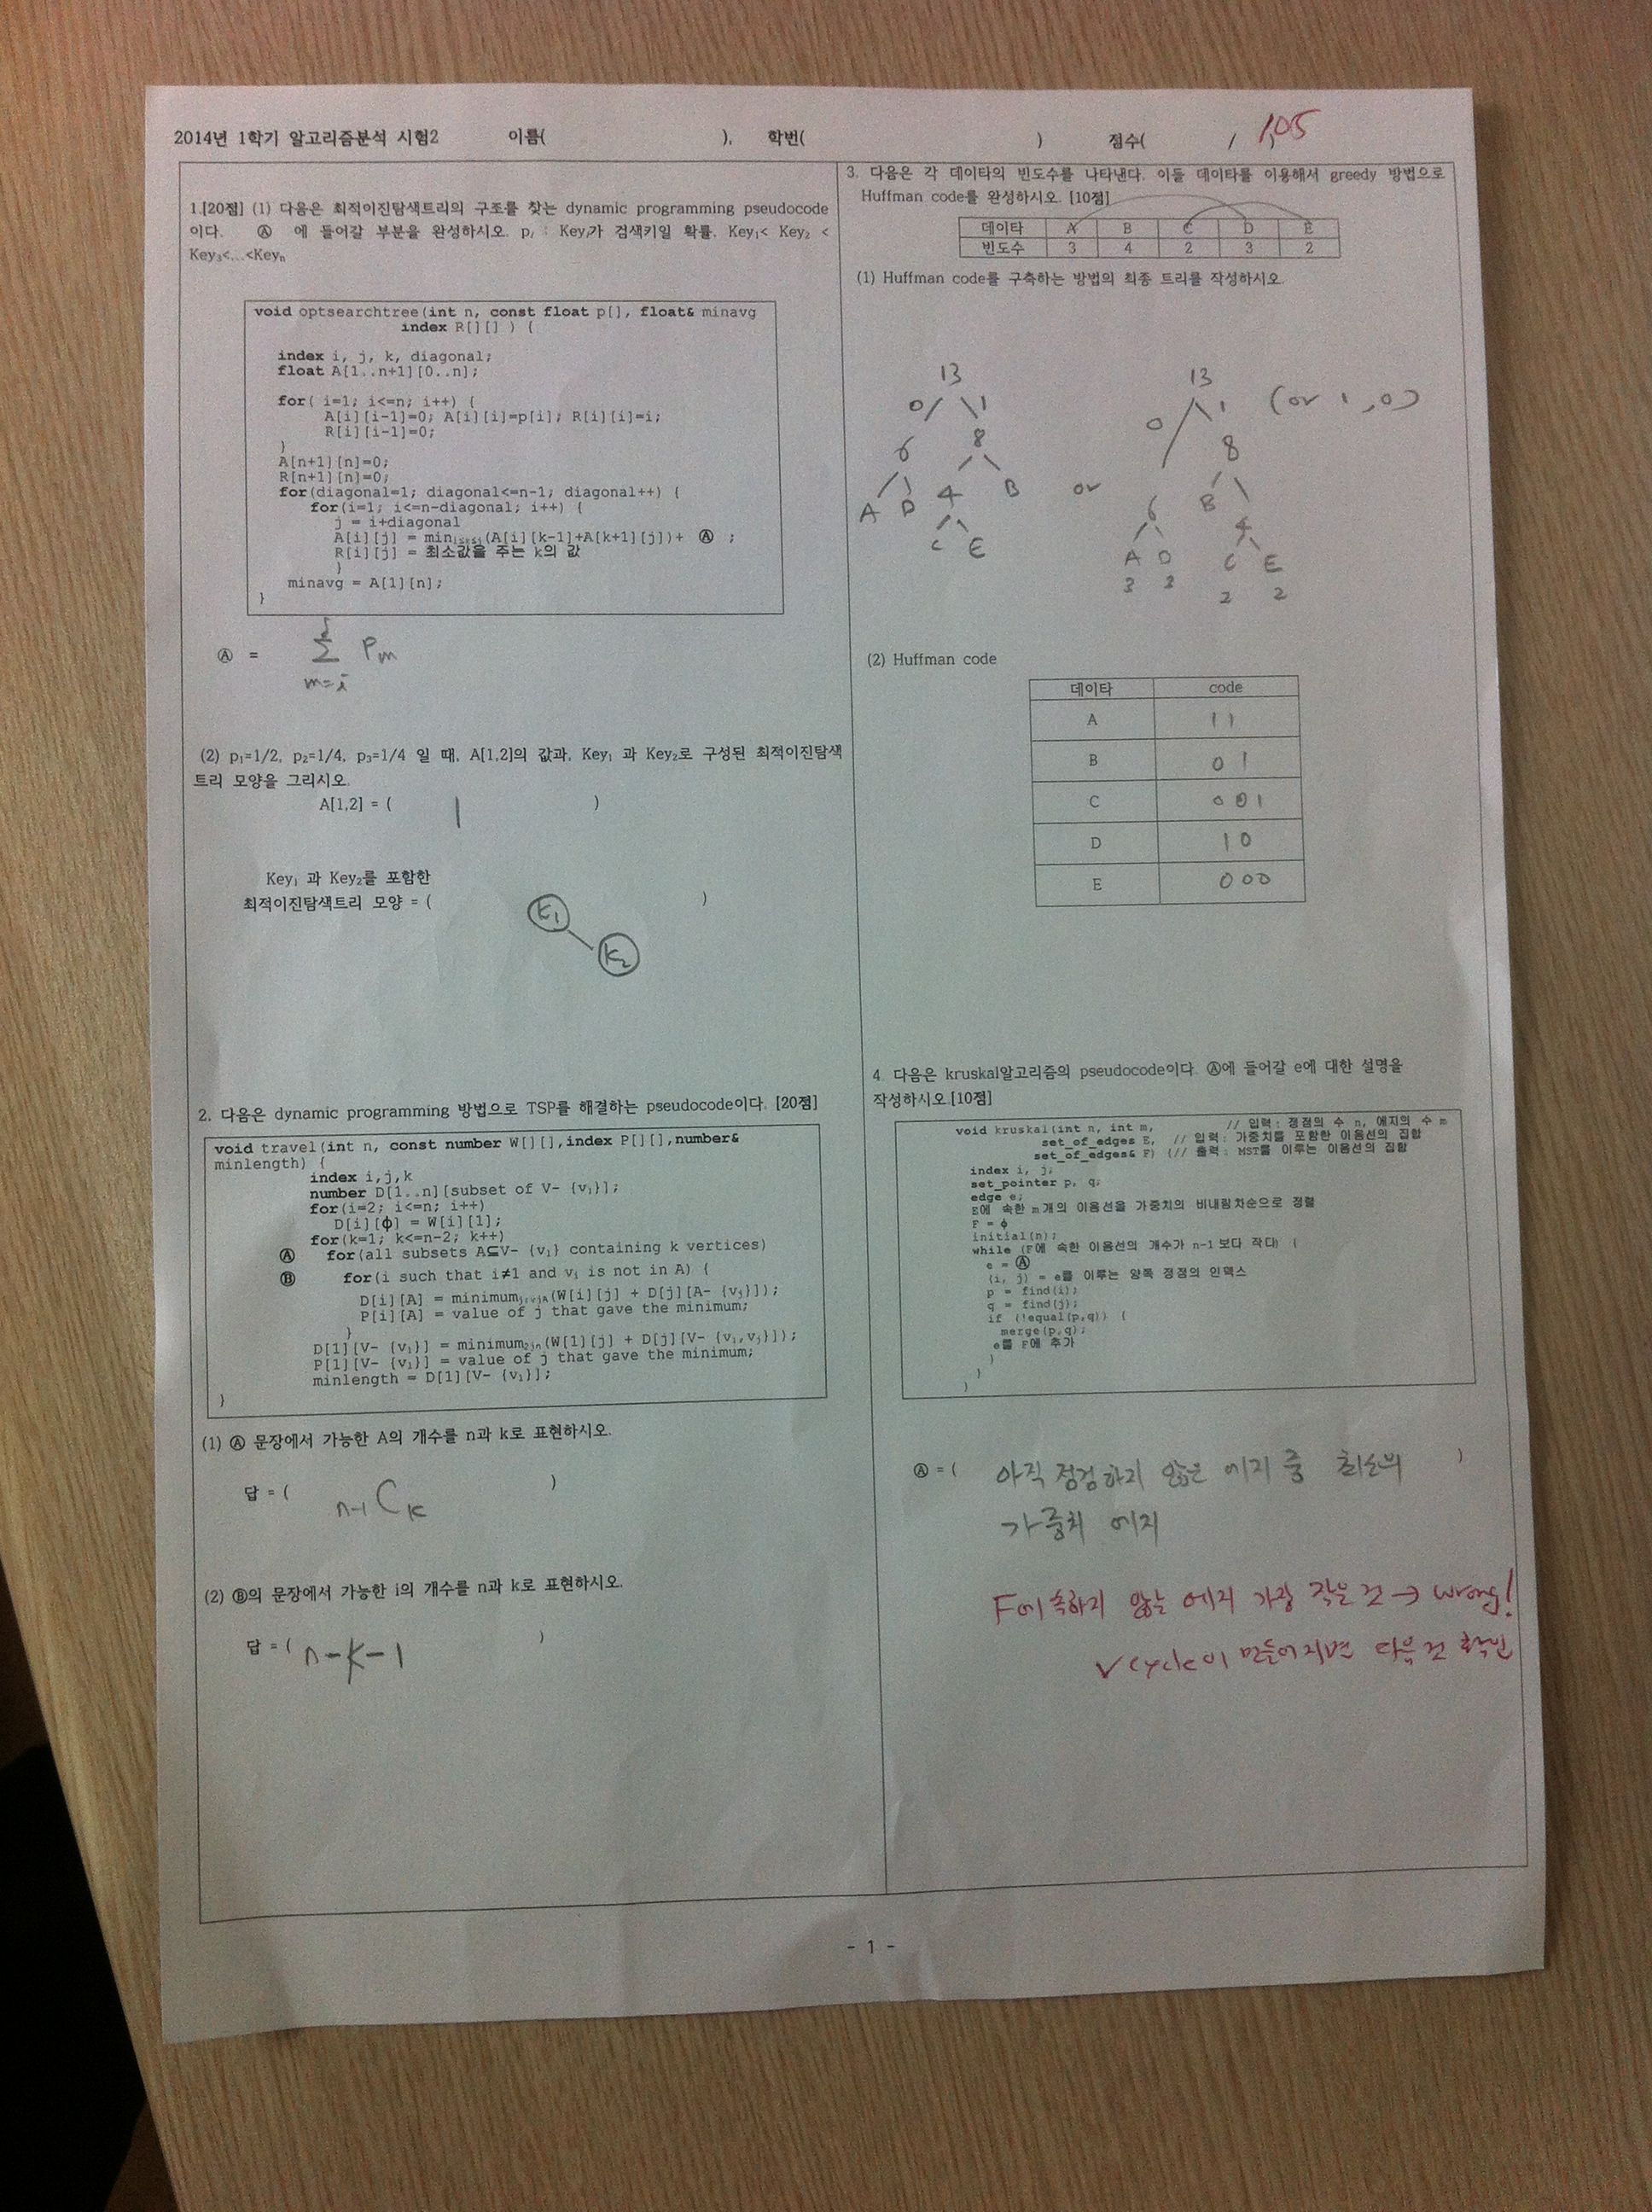 2014년 1학기 알고리즘분석 시험2 이름( ), 학번( ) 점수( / 105
1.[20점] (1) 다음은 최적이진탐색트리의 구조를 찾는 dynamic programming pseudocode
이다. Ⓐ 에 들어갈 부분을 완성하시오. pᵢ : Keyᵢ가 검색키일 확률. Key₁< Key₂ <
Key₃<...<Keyₙ
void optsearchtree(int n, const float p[], float& minavg
index R[][] ) {
index i, j, k, diagonal;
float A[1..n+1][0..n];
for( i=1; i<=n; i++) {
A[i][i-1]=0; A[i][i]=p[i]; R[i][i]=i;
R[i][i-1]=0;
}
A[n+1][n]=0;
R[n+1][n]=0;
for(diagonal=1; diagonal<=n-1; diagonal++) {
for(i=1; i<=n-diagonal; i++) {
j = i+diagonal
A[i][j] = min i≤k≤j(A[i][k-1]+A[k+1][j])+ Ⓐ ;
R[i][j] = 최소값을 주는 k의 값
}
minavg = A[1][n];
}
Ⓐ =
j
Σ Pm
m=i
(2) p₁=1/2, p₂=1/4, p₃=1/4 일 때, A[1,2]의 값과, Key₁ 과 Key₂로 구성된 최적이진탐색
트리 모양을 그리시오.
A[1,2] = ( 1 )
Key₁ 과 Key₂를 포함한
최적이진탐색트리 모양 = ( )
K₁
K₂
2. 다음은 dynamic programming 방법으로 TSP를 해결하는 pseudocode이다. [20점]
void travel(int n, const number W[][],index P[][],number&
minlength) {
index i,j,k
number D[1..n][subset of V- {v₁}];
for(i=2; i<=n; i++)
D[i][ϕ] = W[i][1];
for(k=1; k<=n-2; k++)
Ⓐ for(all subsets A⊆V- {v₁} containing k vertices)
Ⓑ for(i such that i≠1 and vᵢ is not in A) {
D[i][A] = minimum j:vjA(W[i][j] + D[j][A- {vⱼ}]);
P[i][A] = value of j that gave the minimum;
}
D[1][V- {v₁}] = minimum 2jn(W[1][j] + D[j][V- {v₁,vⱼ}]);
P[1][V- {v₁}] = value of j that gave the minimum;
minlength = D[1][V- {v₁}];
}
(1) Ⓐ 문장에서 가능한 A의 개수를 n과 k로 표현하시오.
답 = ( n-1 C k )
(2) Ⓑ의 문장에서 가능한 i의 개수를 n과 k로 표현하시오.
답 = ( n-k-1 )
3. 다음은 각 데이타의 빈도수를 나타낸다. 이들 데이타를 이용해서 greedy 방법으로
Huffman code를 완성하시오. [10점]
데이타 A B C D E
빈도수 3 4 2 3 2
(1) Huffman code를 구축하는 방법의 최종 트리를 작성하시오.
13 13
0 1 0 1 (or 1,0)
6 8 8
4 B or 6 B 4
A D
C E A D C E
3 3 2 2
(2) Huffman code
데이타 code
A 11
B 01
C 001
D 10
E 000
4. 다음은 kruskal알고리즘의 pseudocode이다. Ⓐ에 들어갈 e에 대한 설명을
작성하시오.[10점]
void kruskal(int n, int m, // 입력: 정점의 수 n, 에지의 수 m
set_of_edges E, // 입력: 가중치를 포함한 이음선의 집합
set_of_edges& F) {// 출력: MST를 이루는 이음선의 집합
index i, j;
set_pointer p, q;
edge e;
E에 속한 m개의 이음선을 가중치의 비내림차순으로 정렬
F = ϕ
initial(n);
while (F에 속한 이음선의 개수가 n-1보다 작다) {
e = Ⓐ
(i, j) = e를 이루는 양쪽 정점의 인덱스
p = find(i);
q = find(j);
if (!equal(p,q)) {
merge(p,q);
e를 F에 추가
}
}
}
Ⓐ = ( 아직 점검하지 않은 에지 중 최소의 )
가중치 에지
F에 속하지 않는 에지 가장 작은 것 → wrong!
√ cycle이 만들어지면 다음 것 확인
- 1 -